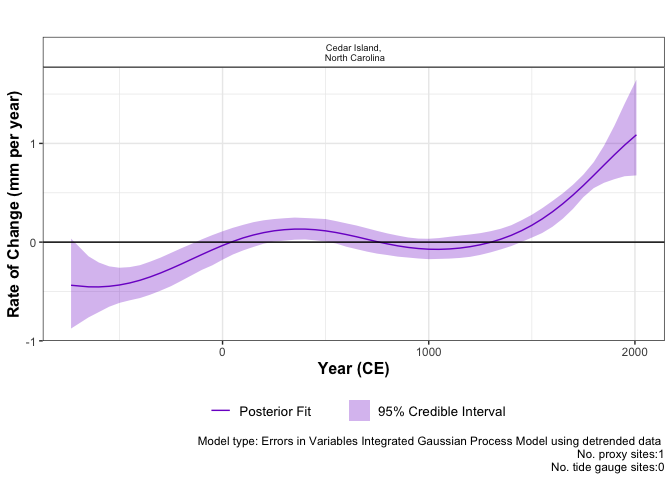 Cedar Island,
North Carolina
Rate of Change (mm per year)
1
0
-1
0 1000 2000
Year (CE)
Posterior Fit 95% Credible Interval
Model type: Errors in Variables Integrated Gaussian Process Model using detrended data
No. proxy sites:1
No. tide gauge sites:0